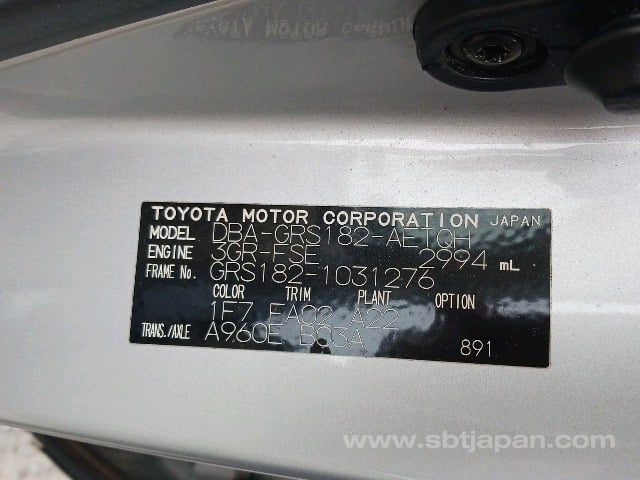 TOYOTA MOTOR CORPORATION JAPAN
MODEL DBA-GRS182-AETQH
ENGINE 3GR-FSE 2994 mL
FRAME No. GRS182-1031276
COLOR TRIM PLANT OPTION
1F7 FA02 A22
TRANS./AXLE A960E B03A
891
www.sbtjapan.com